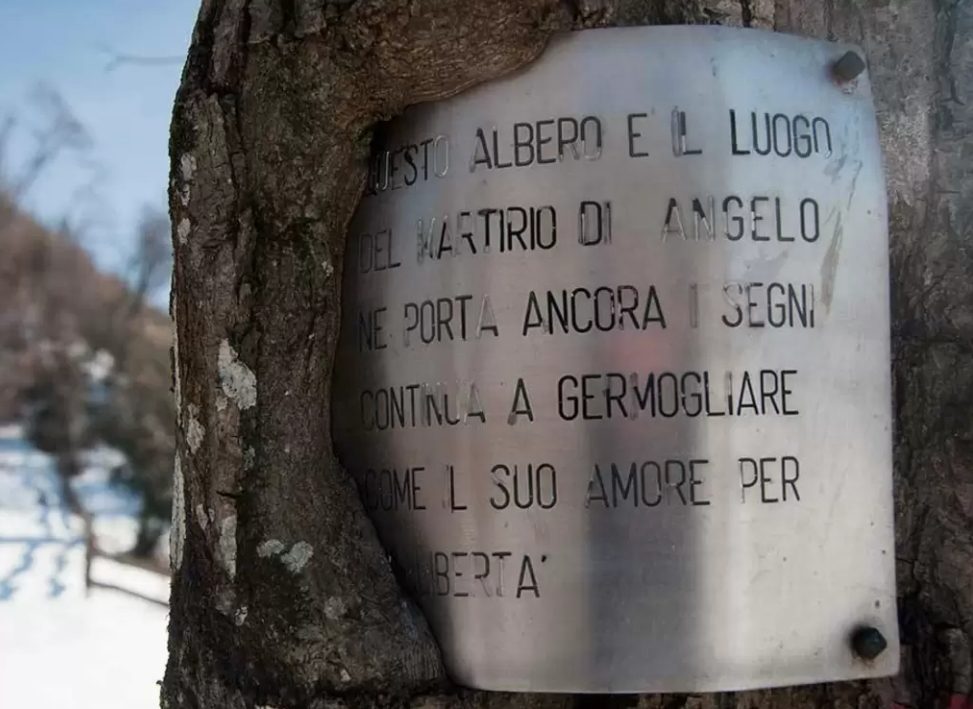 QUESTO ALBERO E' IL LUOGO
DEL MARTIRIO DI ANGELO
NE PORTA ANCORA I SEGNI
CONTINUA A GERMOGLIARE
COME IL SUO AMORE PER
LIBERTA'